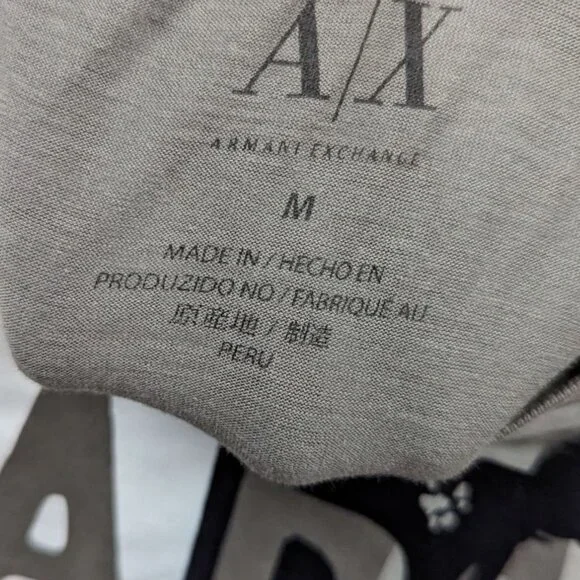 A/X
ARMANI EXCHANGE
M
MADE IN / HECHO EN
PRODUZIDO NO / FABRIQUÉ AU
原産地 / 制造
PERU